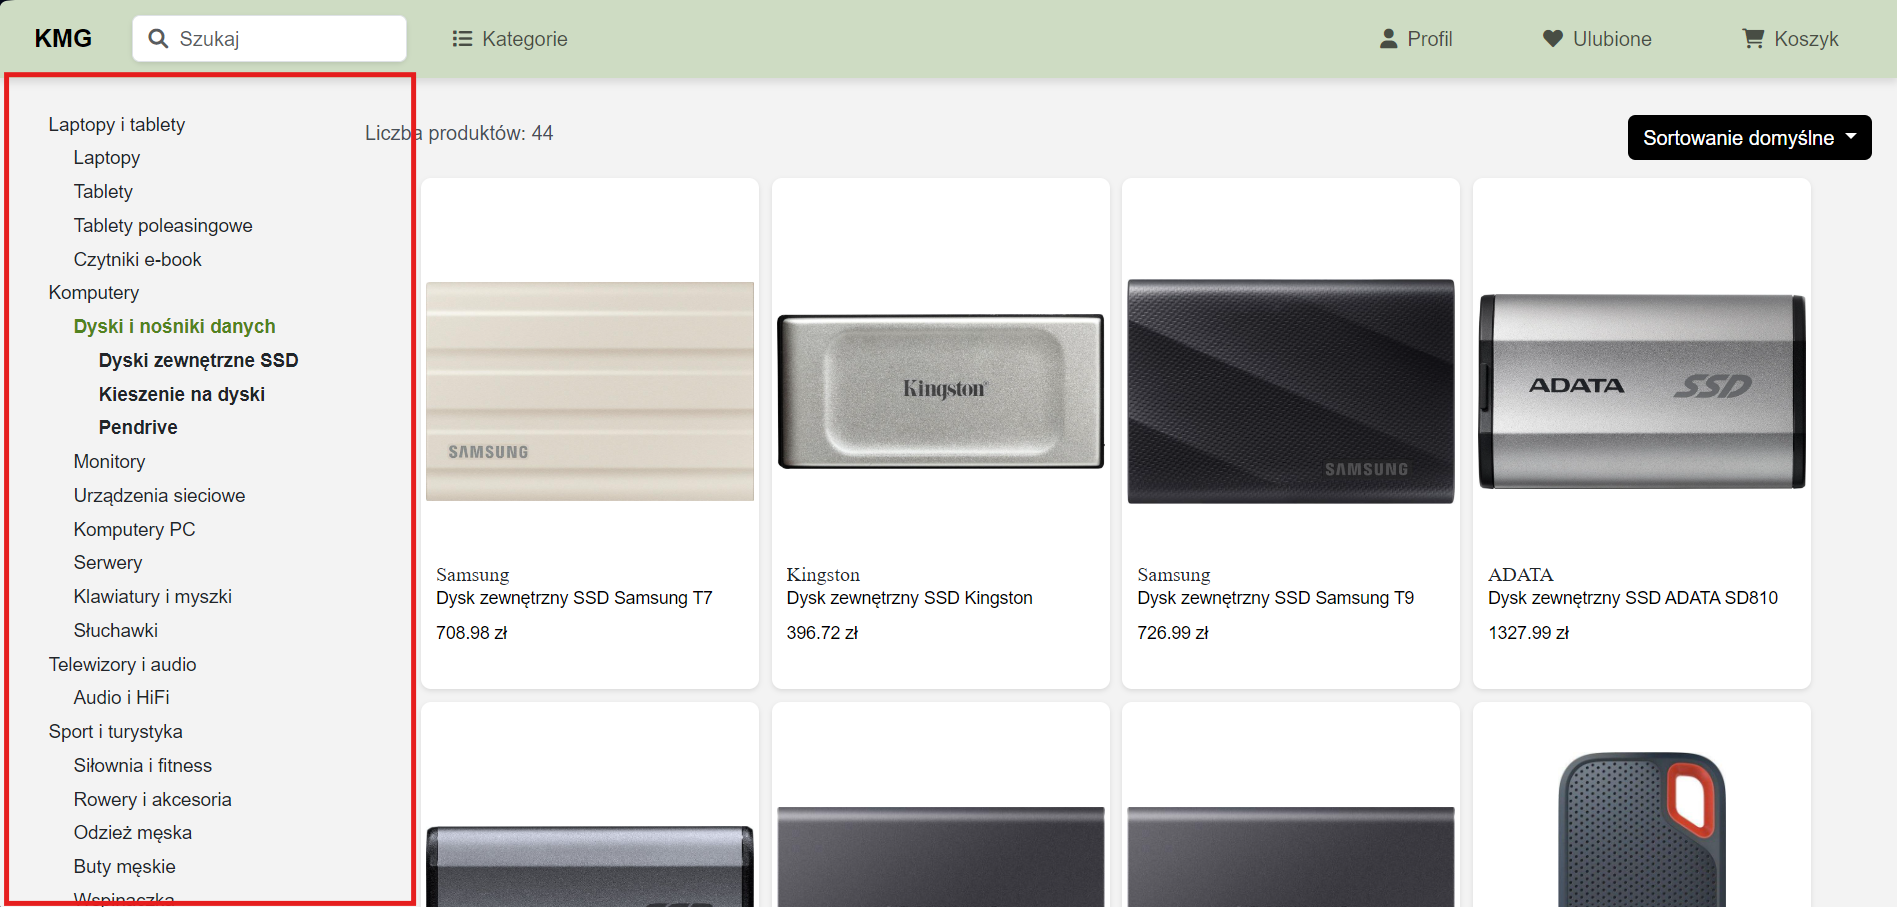 KMG
Szukaj
Kategorie
Profil
Ulubione
Koszyk
Laptopy i tablety
Laptopy
Tablety
Tablety poleasingowe
Czytniki e-book
Komputery
Dyski i nośniki danych
Dyski zewnętrzne SSD
Kieszenie na dyski
Pendrive
Monitory
Urządzenia sieciowe
Komputery PC
Serwery
Klawiatury i myszki
Słuchawki
Telewizory i audio
Audio i HiFi
Sport i turystyka
Siłownia i fitness
Rowery i akcesoria
Odzież męska
Buty męskie
Wspinaczka
Liczba produktów: 44
Sortowanie domyślne
SAMSUNG
Kingston
SAMSUNG
ADATA SSD
Samsung
Dysk zewnętrzny SSD Samsung T7
708.98 zł
Kingston
Dysk zewnętrzny SSD Kingston
396.72 zł
Samsung
Dysk zewnętrzny SSD Samsung T9
726.99 zł
ADATA
Dysk zewnętrzny SSD ADATA SD810
1327.99 zł